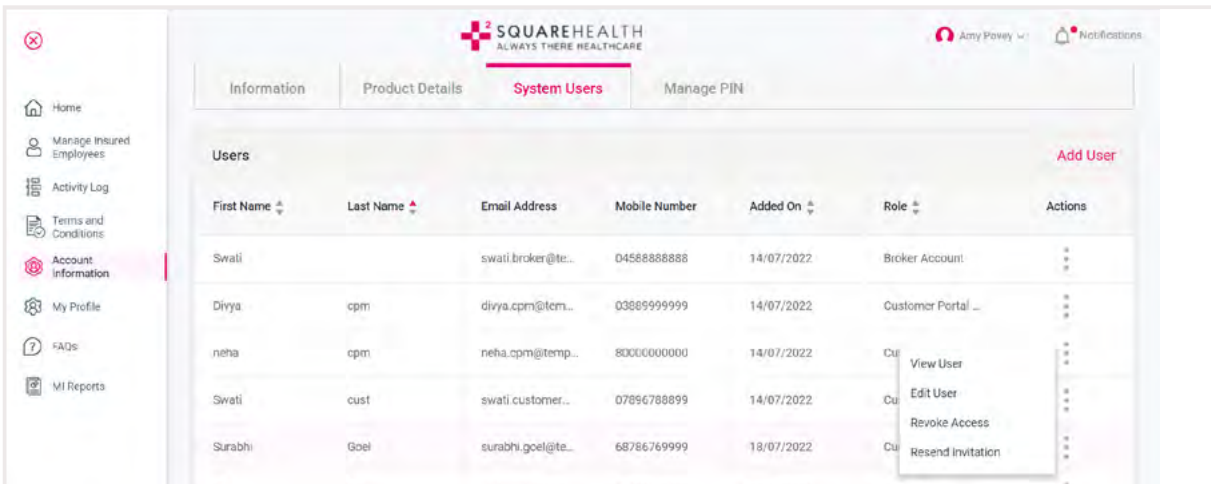 2 SQUAREHEALTH
ALWAYS THERE HEALTHCARE
Amy Povey
Notifications
Home
Manage Insured
Employees
Activity Log
Terms and
Conditions
Account
Information
My Profile
FAQs
MI Reports
Information Product Details System Users Manage PIN
Users Add User
First Name Last Name Email Address Mobile Number Added On Role Actions
Swati swati.broker@te... 04588888888 14/07/2022 Broker Account
Divya cpm divya.cpm@tem... 03889999999 14/07/2022 Customer Portal ...
neha cpm neha.cpm@temp... 80000000000 14/07/2022 Cu
Swati cust swati.customer... 07896788899 14/07/2022 Cu
Surabhi Goel surabhi.goel@te... 68786769999 18/07/2022 Cu
View User
Edit User
Revoke Access
Resend Invitation